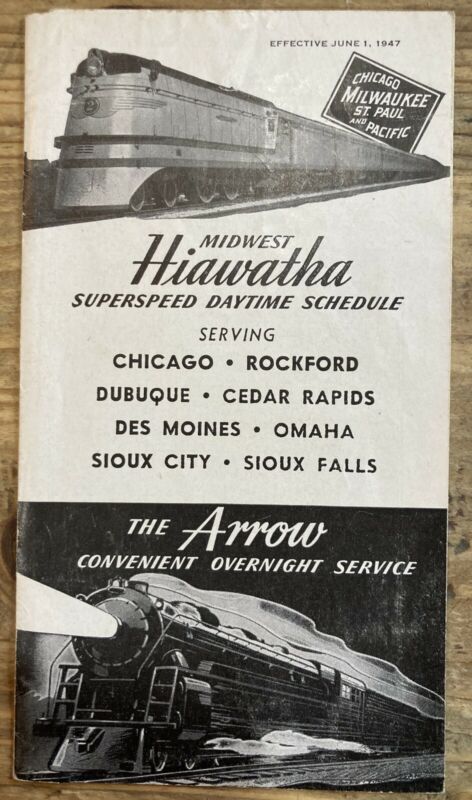 EFFECTIVE JUNE 1, 1947
CHICAGO
MILWAUKEE
ST. PAUL
AND PACIFIC
MIDWEST
Hiawatha
SUPERSPEED DAYTIME SCHEDULE
SERVING
CHICAGO • ROCKFORD
DUBUQUE • CEDAR RAPIDS
DES MOINES • OMAHA
SIOUX CITY • SIOUX FALLS
THE Arrow
CONVENIENT OVERNIGHT SERVICE